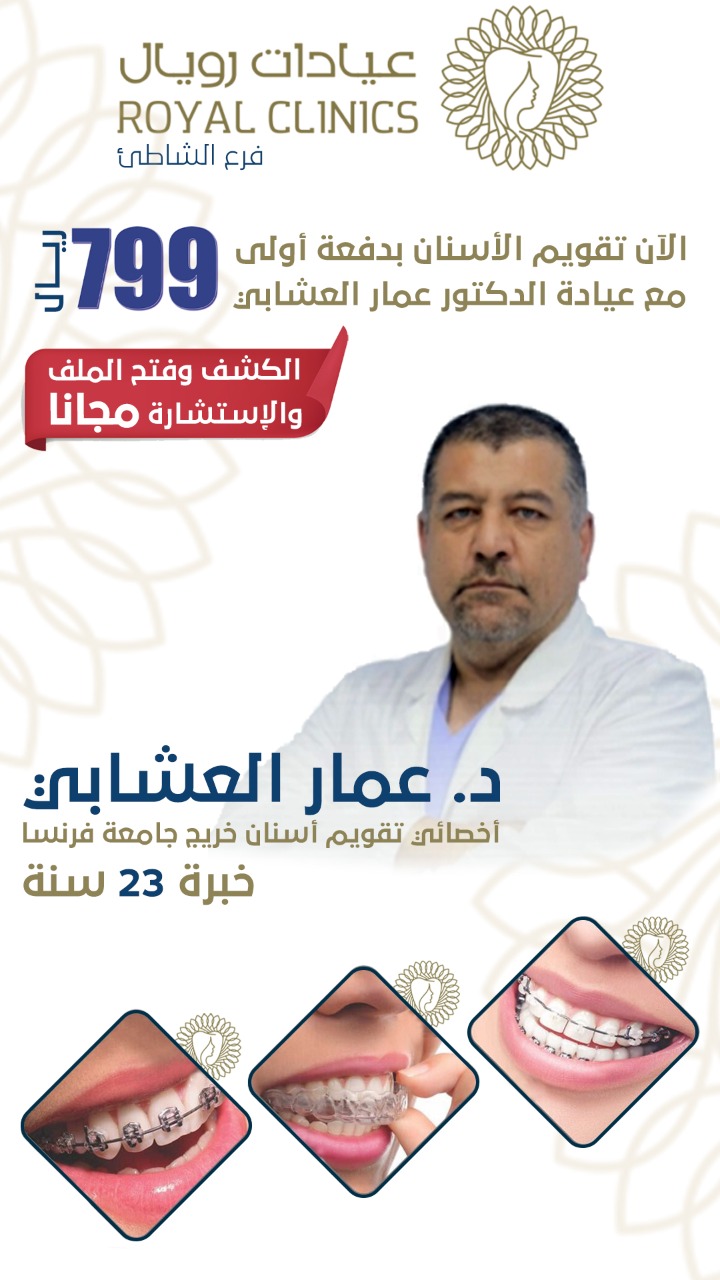 عيادات رويال
ROYAL CLINICS
فرع الشاطئ
الآن تقويم الأسنان بدفعة أولى
مع عيادة الدكتور عمار العشابي
799 ريال
الكشف وفتح الملف
والإستشارة مجانا
د. عمار العشابي
أخصائي تقويم أسنان خريج جامعة فرنسا
خبرة 23 سنة